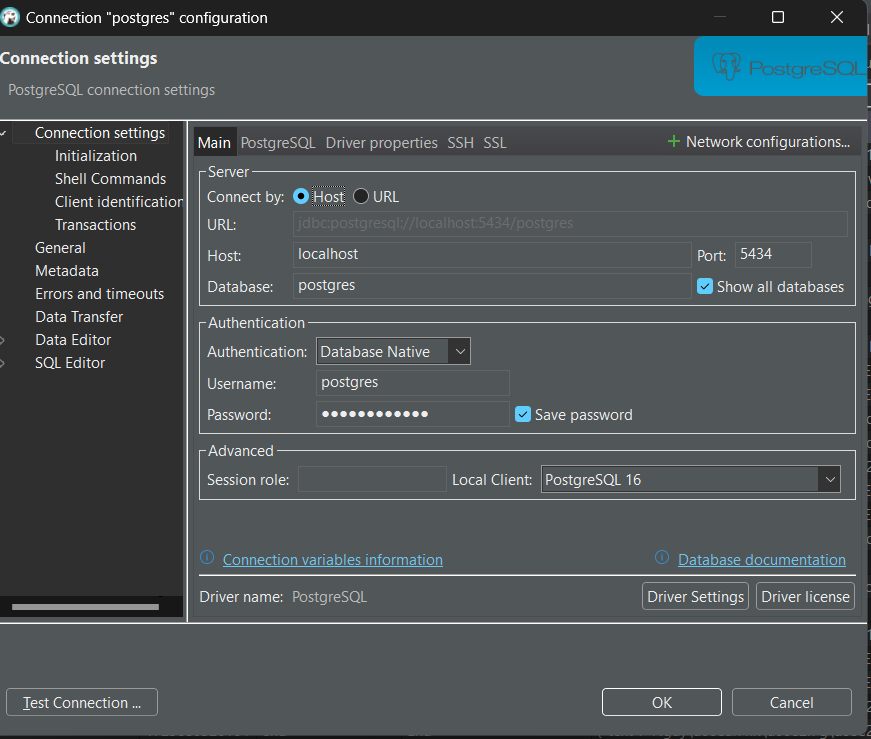 Connection "postgres" configuration
Connection settings
PostgreSQL connection settings
PostgreSQL
Connection settings
Initialization
Shell Commands
Client identification
Transactions
General
Metadata
Errors and timeouts
Data Transfer
Data Editor
SQL Editor
Main PostgreSQL Driver properties SSH SSL + Network configurations...
Server
Connect by: Host URL
URL: jdbc:postgresql://localhost:5434/postgres
Host: localhost Port: 5434
Database: postgres Show all databases
Authentication
Authentication: Database Native
Username: postgres
Password: •••••••••••• Save password
Advanced
Session role: Local Client: PostgreSQL 16
Connection variables information Database documentation
Driver name: PostgreSQL Driver Settings Driver license
Test Connection ... OK Cancel